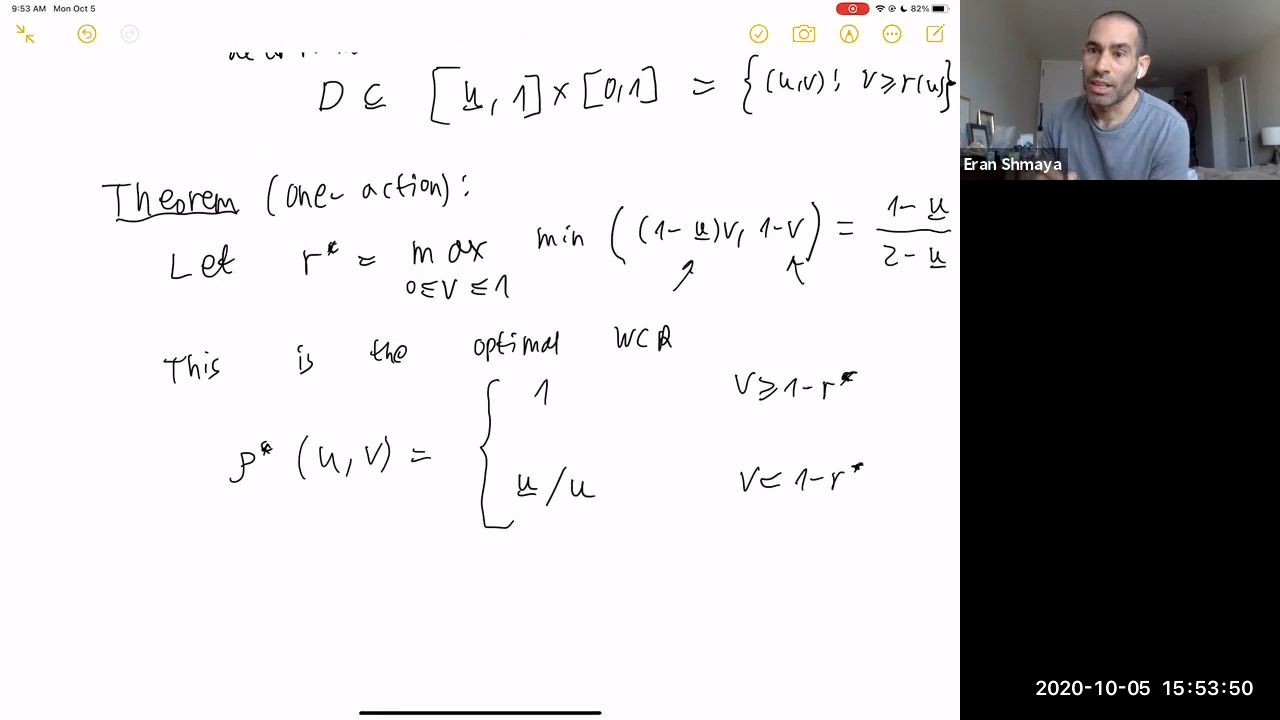 9:53 AM Mon Oct 5
82%
D ⊆ [u̲, 1] × [0,1] = {(u,v): v ≥ r(u)}
Theorem (one-action):
Let r* = max min ((1-u̲)v, 1-v) = (1-u̲)/(2-u̲)
0≤v≤1
This is the optimal WCR
ρ*(u,v) = { 1 v ≥ 1-r*
u̲/u v < 1-r*
Eran Shmaya
2020-10-05 15:53:50